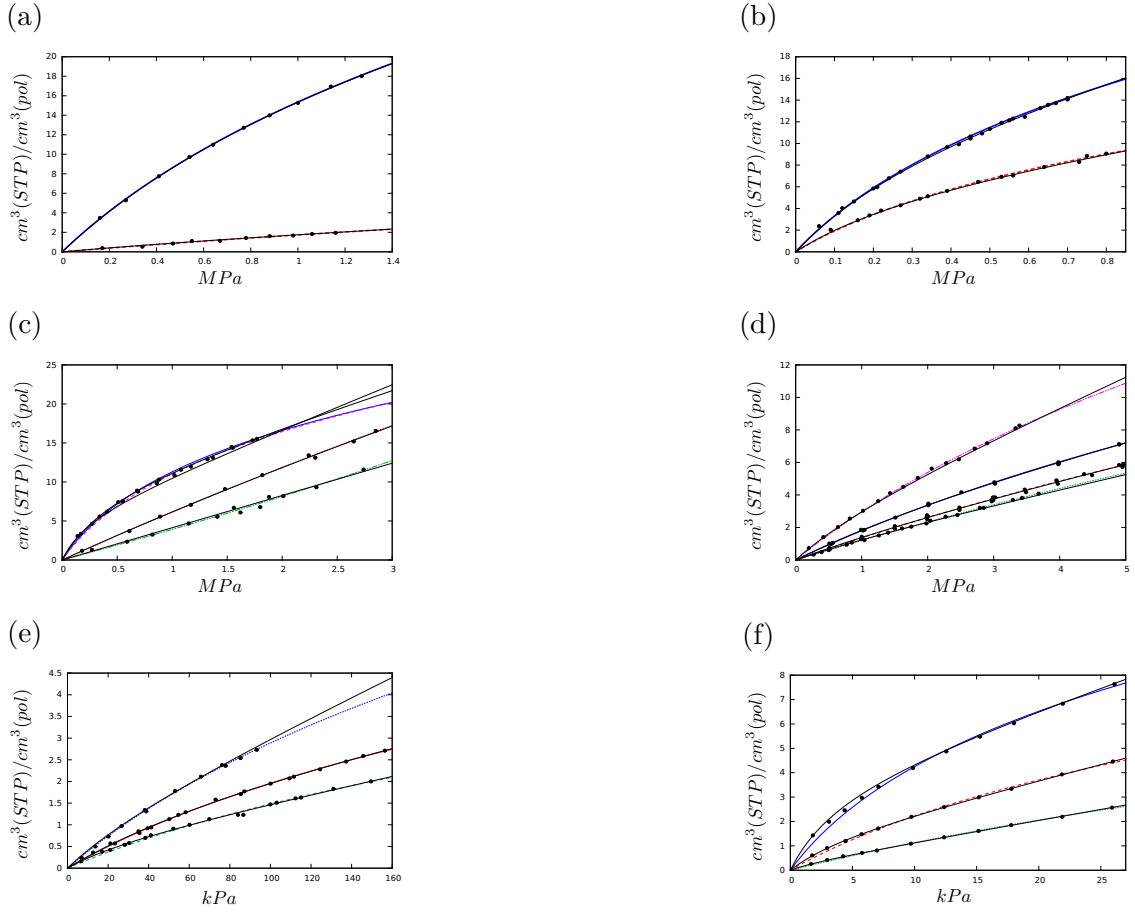 (a)
20
18
16
14
12
10
8
6
4
2
0
0 0.2 0.4 0.6 0.8 1 1.2 1.4
cm³(STP)/cm³(pol)
MPa
(b)
18
16
14
12
10
8
6
4
2
0
0 0.1 0.2 0.3 0.4 0.5 0.6 0.7 0.8
cm³(STP)/cm³(pol)
MPa
(c)
25
20
15
10
5
0
0 0.5 1 1.5 2 2.5 3
cm³(STP)/cm³(pol)
MPa
(d)
12
10
8
6
4
2
0
0 1 2 3 4 5
cm³(STP)/cm³(pol)
MPa
(e)
4.5
4
3.5
3
2.5
2
1.5
1
0.5
0
0 20 40 60 80 100 120 140 160
cm³(STP)/cm³(pol)
kPa
(f)
8
7
6
5
4
3
2
1
0
0 5 10 15 20 25
cm³(STP)/cm³(pol)
kPa